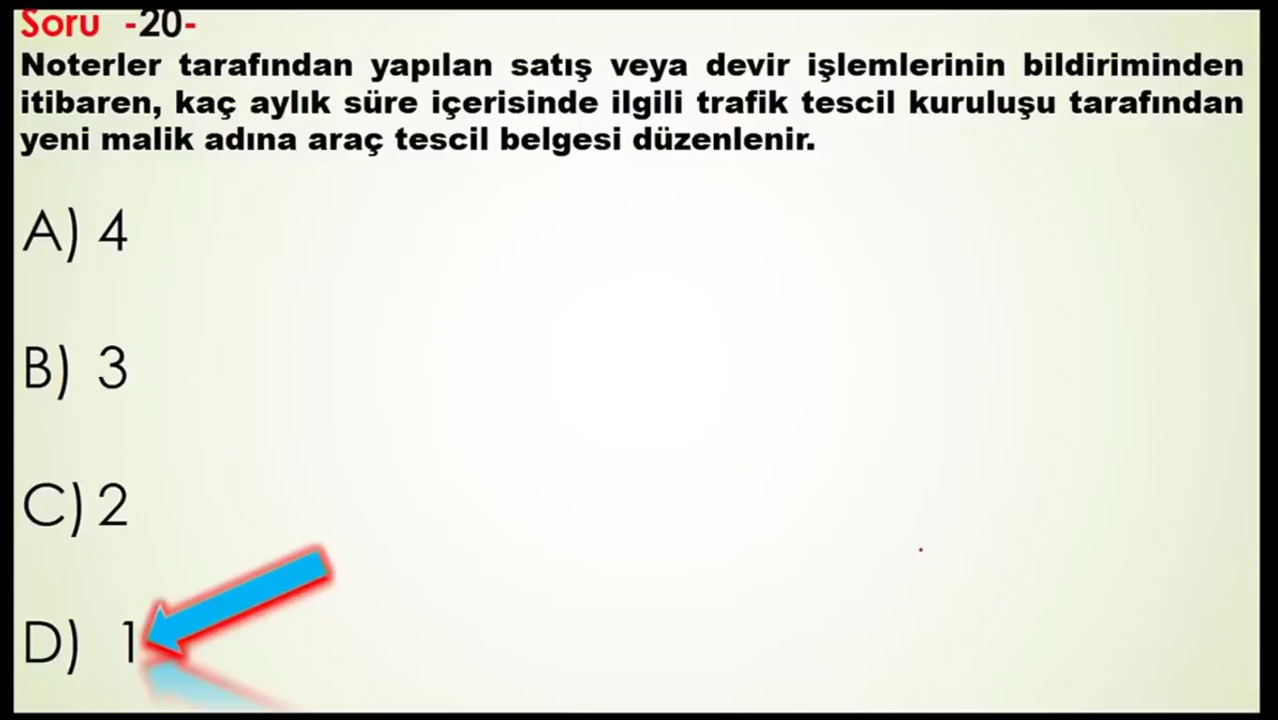 Soru -20-
Noterler tarafından yapılan satış veya devir işlemlerinin bildiriminden
itibaren, kaç aylık süre içerisinde ilgili trafik tescil kuruluşu tarafından
yeni malik adına araç tescil belgesi düzenlenir.
A) 4
B) 3
C) 2
D) 1